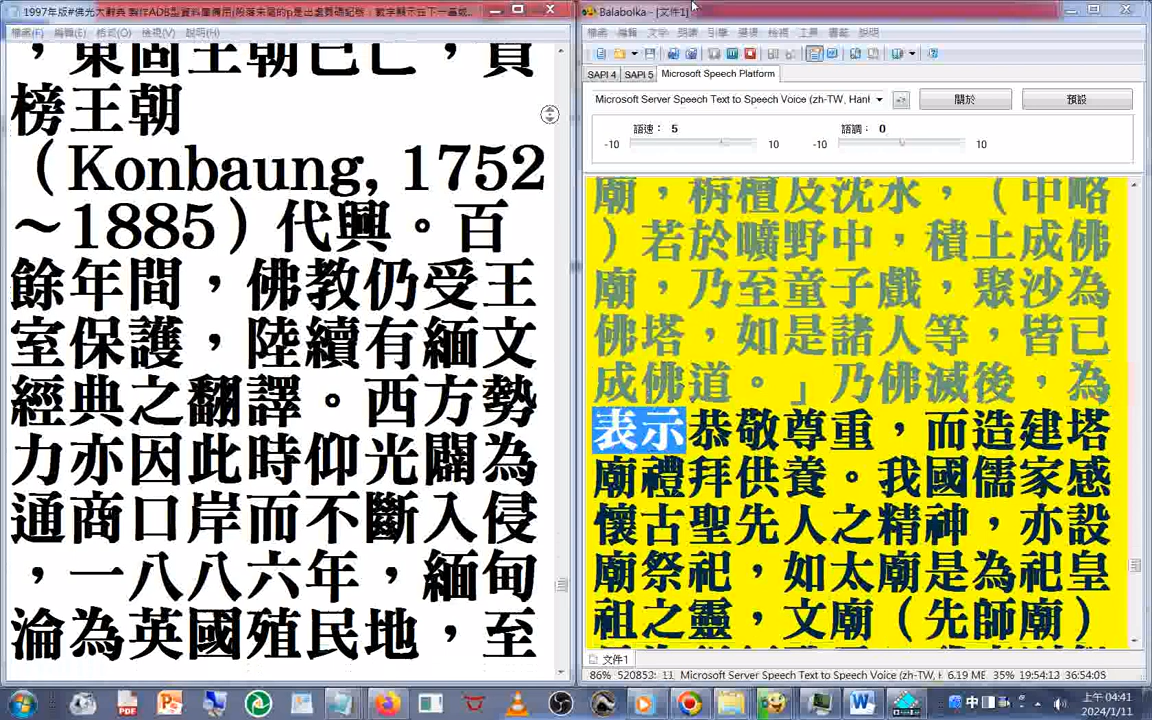 1997年版#佛光大辭典
檔案(F) 編輯(E) 格式(O) 檢視(V) 說明(H)
，東固王朝已亡，貢
榜王朝
（Konbaung, 1752
～1885）代興。百
餘年間，佛教仍受王
室保護，陸續有緬文
經典之翻譯。西方勢
力亦因此時仰光闢為
通商口岸而不斷入侵
，一八八六年，緬甸
淪為英國殖民地，至
Balabolka - [文件1]
SAPI 4 SAPI 5 Microsoft Speech Platform
Microsoft Server Speech Text to Speech Voice (zh-TW, Hanl
關於 預設
語速： 5 語調： 0
-10 10 -10 10
廟，栴檀及沈水，（中略
）若於曠野中，積土成佛
廟，乃至童子戲，聚沙為
佛塔，如是諸人等，皆已
成佛道。」乃佛滅後，為
表示恭敬尊重，而造建塔
廟禮拜供養。我國儒家感
懷古聖先人之精神，亦設
廟祭祀，如太廟是為祀皇
祖之靈，文廟（先師廟）
文件1
86% Microsoft Server Speech Text to Speech Voice (zh-TW, 6.19 ME 35% 19:54:13 36:54:05
上午 04:41
2024/1/11